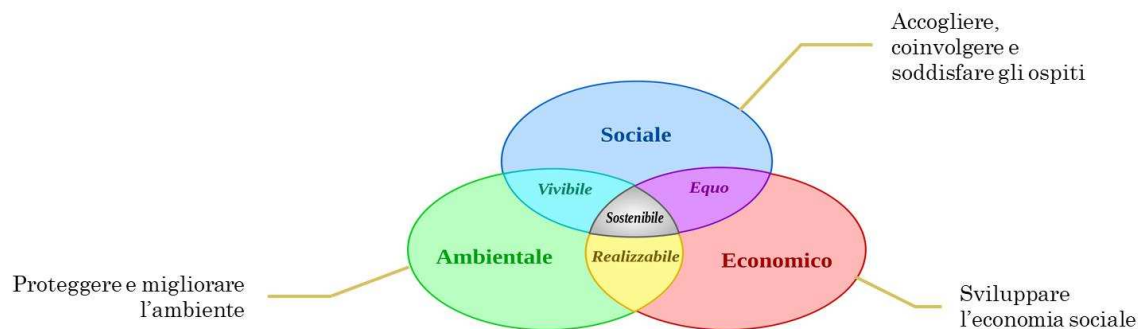 Accogliere,
coinvolgere e
soddisfare gli ospiti
Sociale
Vivibile
Equo
Sostenibile
Ambientale
Realizzabile
Economico
Proteggere e migliorare
l'ambiente
Sviluppare
l'economia sociale